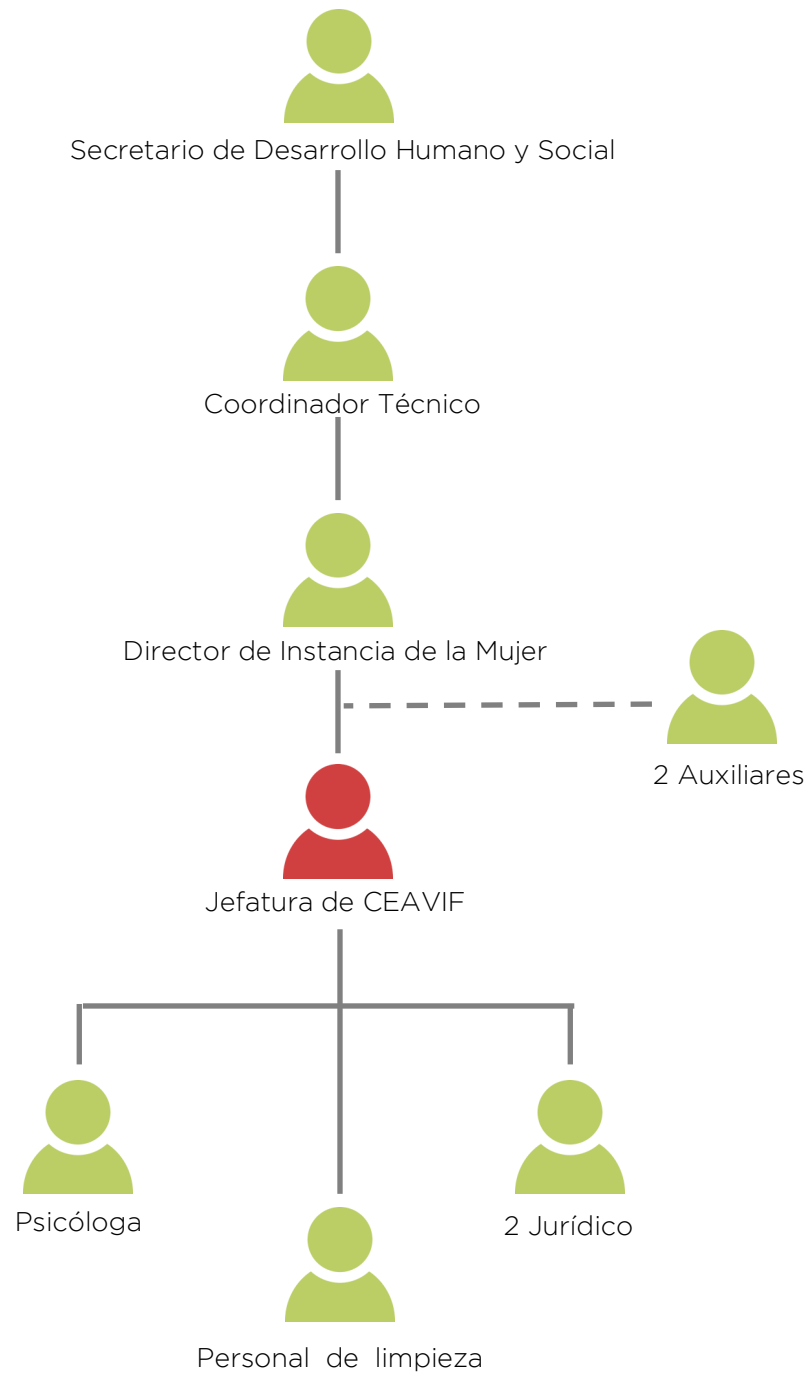 Secretario de Desarrollo Humano y Social
Coordinador Técnico
Director de Instancia de la Mujer
2 Auxiliares
Jefatura de CEAVIF
Psicóloga
2 Jurídico
Personal de limpieza